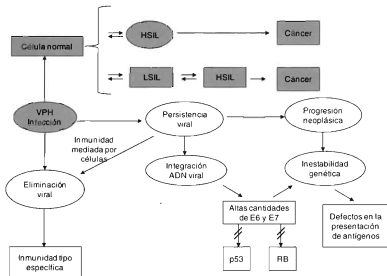 Célula normal
HSIL
Cáncer
LSIL
HSIL
Cáncer
VPH
Infección
Persistencia
viral
Progresión
neoplásica
Inmunidad
mediada por
células
Eliminación
viral
Integración
ADN viral
Inestabilidad
genética
Altas cantidades
de E6 y E7
Defectos en la
presentación
de antígenos
Inmunidad tipo
específica
p53
RB